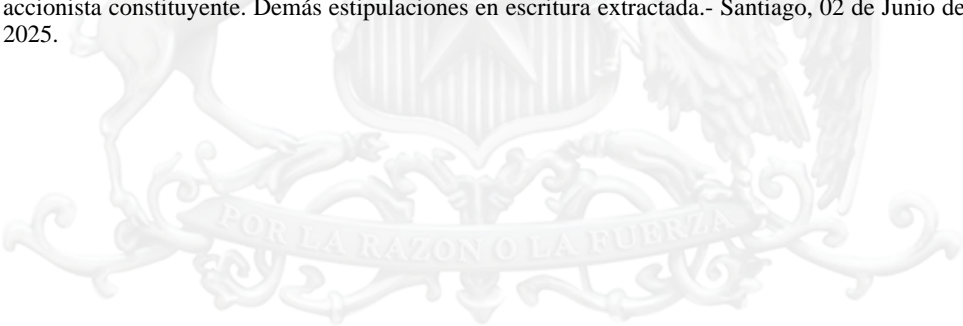 accionista constituyente. Demás estipulaciones en escritura extractada.- Santiago, 02 de Junio de
2025.
POR LA RAZON O LA FUERZA